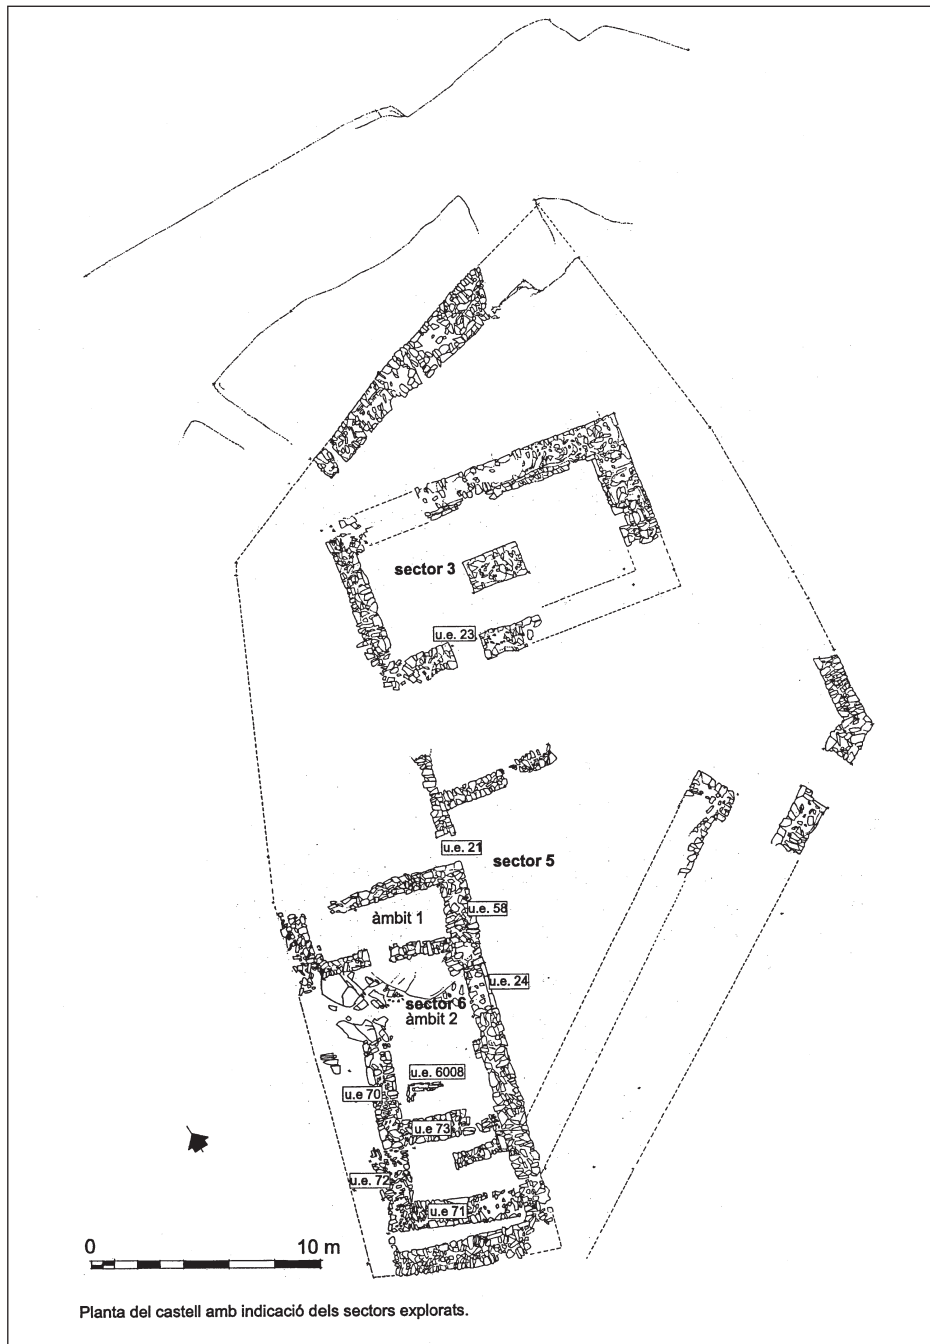 sector 3
u.e. 23
u.e. 21
sector 5
u.e. 58
àmbit 1
u.e. 24
sector 6
àmbit 2
u.e. 6008
u.e 70
u.e 73
u.e. 72
u.e 71
0 10 m
Planta del castell amb indicació dels sectors explorats.